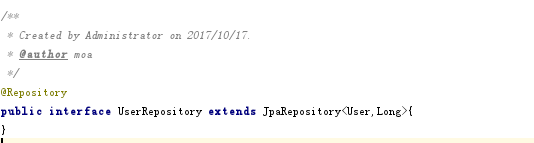 /**
 * Created by Administrator on 2017/10/17.
 * @author moa
 */
@Repository
public interface UserRepository extends JpaRepository<User,Long>{
}